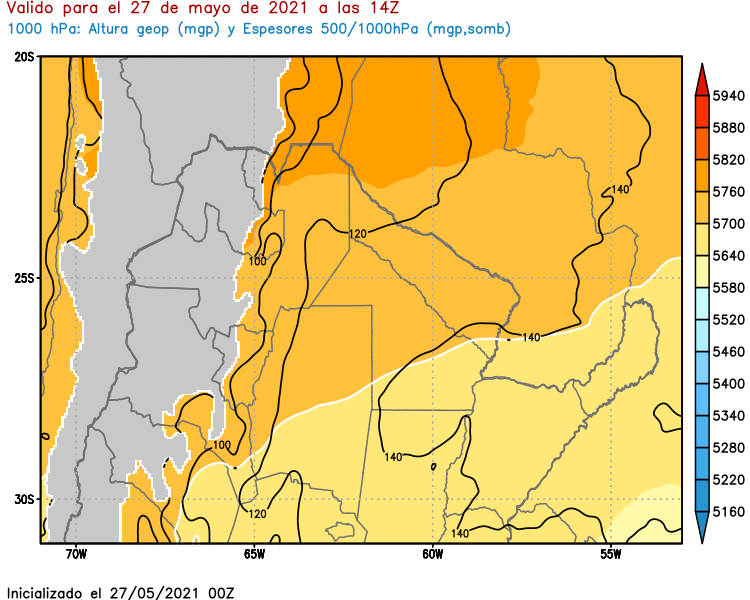 Valido para el 27 de mayo de 2021 a las 14Z
1000 hPa: Altura geop (mgp) y Espesores 500/1000hPa (mgp,somb)
20S
25S
30S
70W
65W
60W
55W
140
120
100
140
100
140
120
140
5940
5880
5820
5760
5700
5640
5580
5520
5460
5400
5340
5280
5220
5160
Inicializado el 27/05/2021 00Z